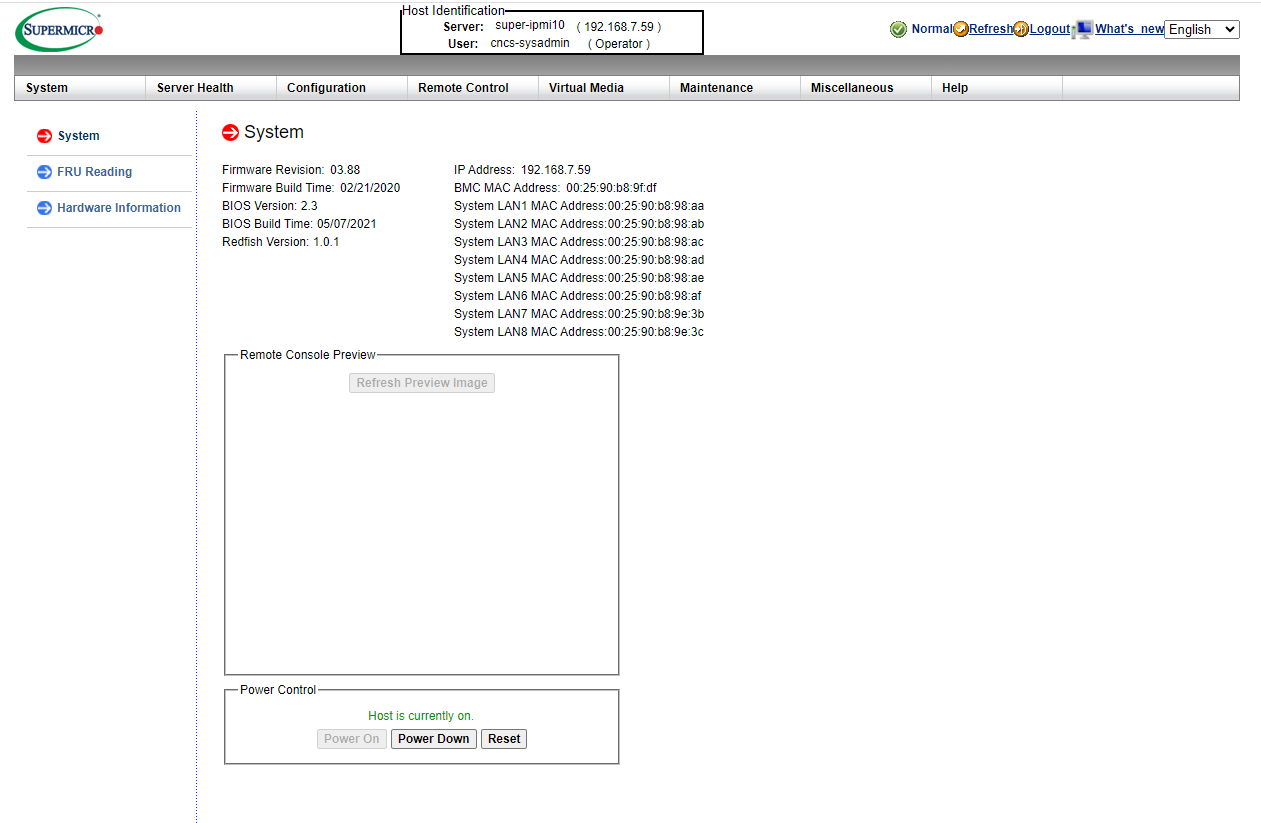 SUPERMICRO
Host Identification
Server: super-ipmi10 ( 192.168.7.59 )
User: cncs-sysadmin ( Operator )
Normal Refresh Logout What's new English
System Server Health Configuration Remote Control Virtual Media Maintenance Miscellaneous Help
System
FRU Reading
Hardware Information
System
Firmware Revision: 03.88
Firmware Build Time: 02/21/2020
BIOS Version: 2.3
BIOS Build Time: 05/07/2021
Redfish Version: 1.0.1
IP Address: 192.168.7.59
BMC MAC Address: 00:25:90:b8:9f:df
System LAN1 MAC Address:00:25:90:b8:98:aa
System LAN2 MAC Address:00:25:90:b8:98:ab
System LAN3 MAC Address:00:25:90:b8:98:ac
System LAN4 MAC Address:00:25:90:b8:98:ad
System LAN5 MAC Address:00:25:90:b8:98:ae
System LAN6 MAC Address:00:25:90:b8:98:af
System LAN7 MAC Address:00:25:90:b8:9e:3b
System LAN8 MAC Address:00:25:90:b8:9e:3c
Remote Console Preview
Refresh Preview Image
Power Control
Host is currently on.
Power On Power Down Reset